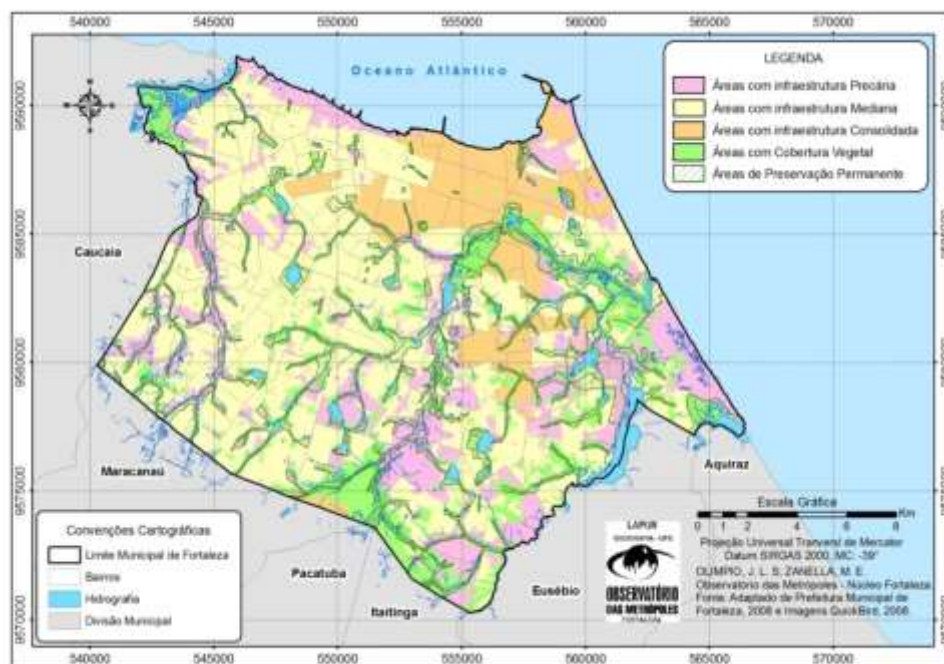 540000 545000 550000 555000 560000 565000 570000
Oceano Atlântico
LEGENDA
Áreas com infraestrutura Precária
Áreas com infraestrutura Mediana
Áreas com infraestrutura Consolidada
Áreas com Cobertura Vegetal
Áreas de Preservação Permanente
9590000
9585000
9580000
9575000
9570000
Caucaia
Maracanaú
Pacatuba
Itaitinga
Eusébio
Aquiraz
Convenções Cartográficas
Limite Municipal de Fortaleza
Bairros
Hidrografia
Divisão Municipal
Escala Gráfica
Km
0 1 2 4 6 8
Projeção Universal Tranversl de Mercater
Datum SIRGAS 2000, MC: -39°
OLÍMPIO, J. L. S; ZANELLA, M. E.
Observatório das Metrópoles - Núcleo Fortaleza
Fonte: Adaptado de Prefeitura Municipal de
Fortaleza, 2008 e Imagens QuickBird, 2008
LAPUR
GEOGRAFIA - UFC
OBSERVATÓRIO
DAS METRÓPOLES
FORTALEZA
540000 545000 550000 555000 560000 565000 570000